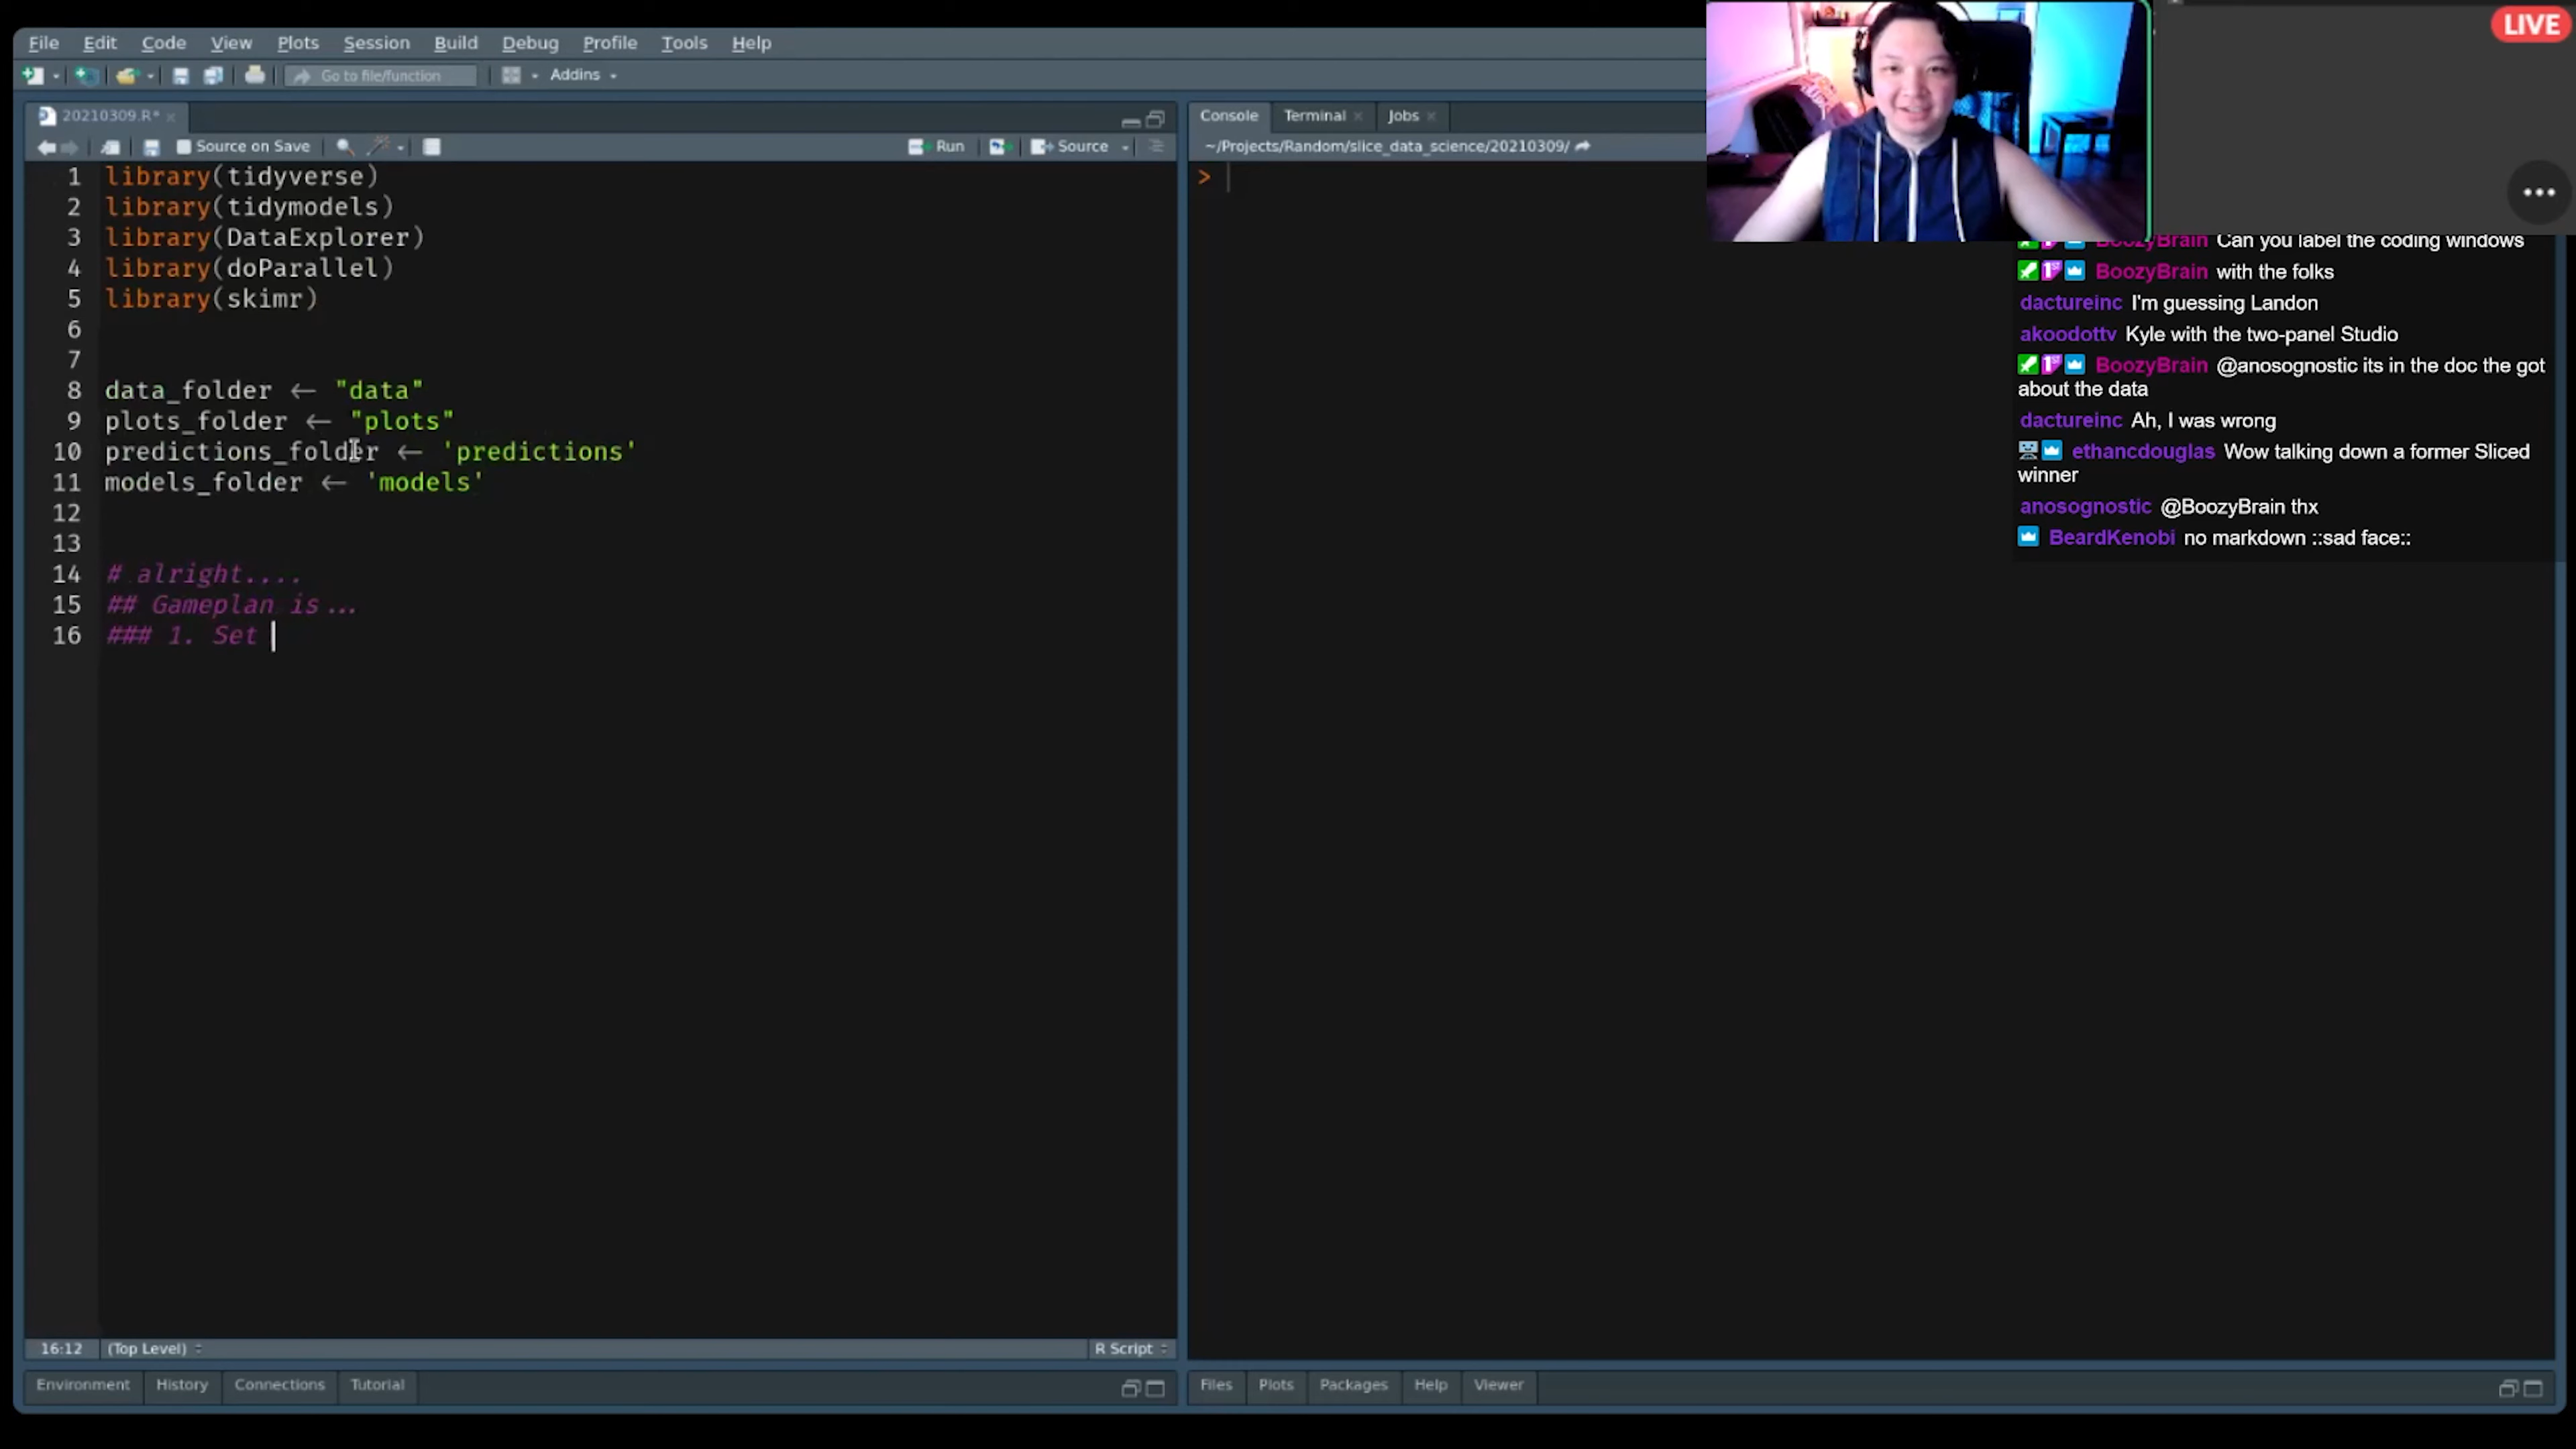 File Edit Code View Plots Session Build Debug Profile Tools Help
Go to file/function Addins
20210309.R*
Source on Save Run Source
1 library(tidyverse)
2 library(tidymodels)
3 library(DataExplorer)
4 library(doParallel)
5 library(skimr)
6
7
8 data_folder ← "data"
9 plots_folder ← "plots"
10 predictions_folder ← 'predictions'
11 models_folder ← 'models'
12
13
14 # alright....
15 ## Gameplan is...
16 ### 1. Set
16:12 (Top Level) R Script
Environment History Connections Tutorial
Console Terminal Jobs
~/Projects/Random/slice_data_science/20210309/
>
Files Plots Packages Help Viewer
LIVE
BoozyBrain Can you label the coding windows
BoozyBrain with the folks
dactureinc I'm guessing Landon
akoodottv Kyle with the two-panel Studio
BoozyBrain @anosognostic its in the doc the got
about the data
dactureinc Ah, I was wrong
ethancdouglas Wow talking down a former Sliced
winner
anosognostic @BoozyBrain thx
BeardKenobi no markdown ::sad face::